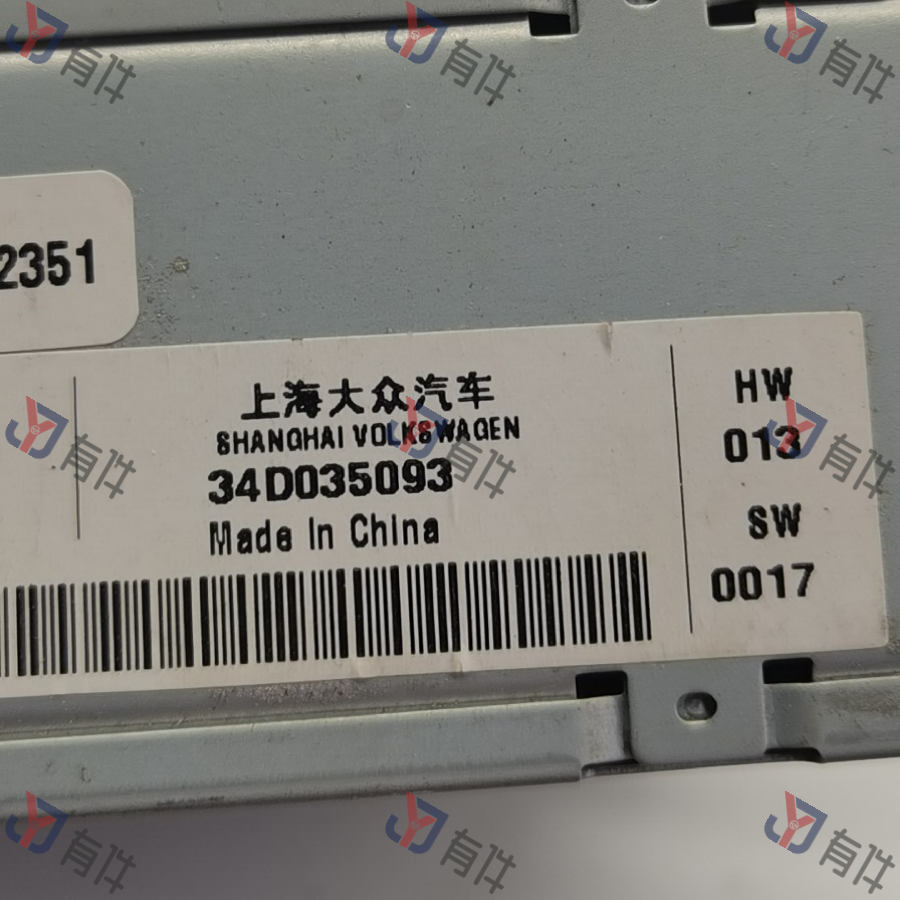 2351
上海大众汽车
SHANGHAI VOLKSWAGEN
34D035093
Made In China
HW
013
SW
0017
有件
有件
有件
有件
有件
有件
有件
有件
有件